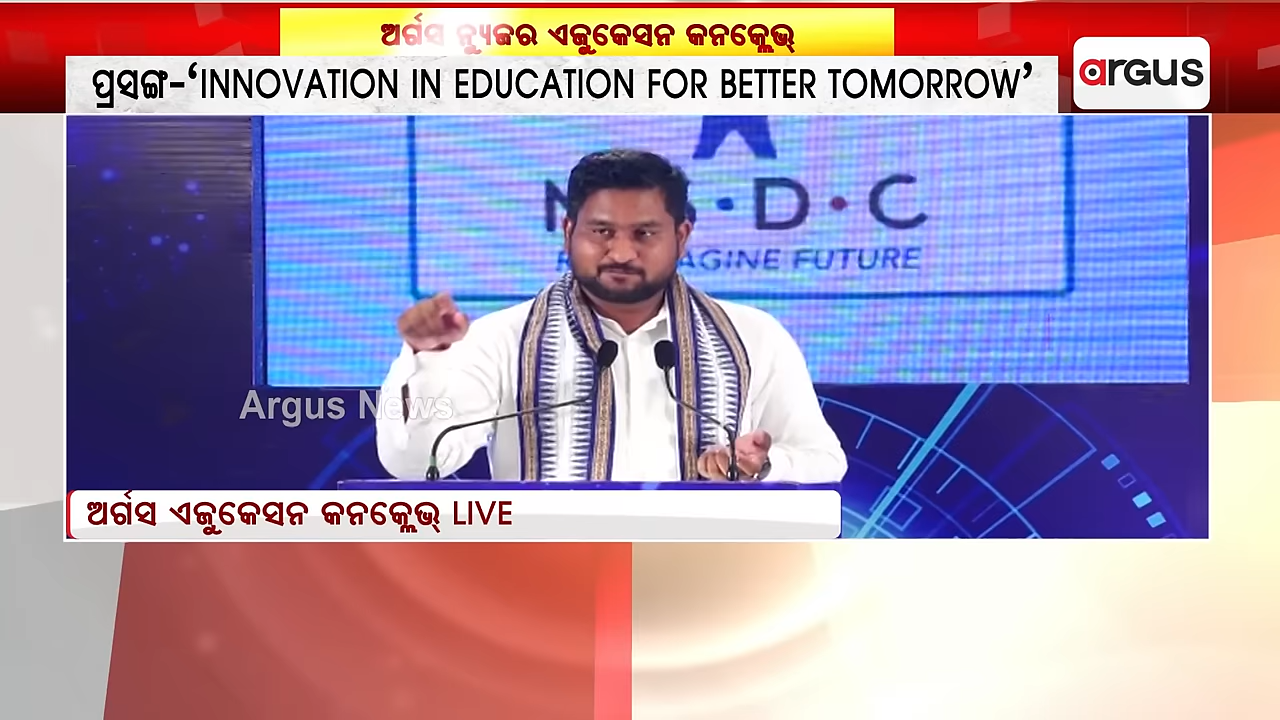 ଅର୍ଗସ ନ୍ୟୁଜର ଏଜୁକେସନ କନକ୍ଲେଭ୍
ପ୍ରସଙ୍ଗ-‘INNOVATION IN EDUCATION FOR BETTER TOMORROW’
argus
D·C
FUTURE
Argus News
ଅର୍ଗସ ଏଜୁକେସନ କନକ୍ଲେଭ୍ LIVE